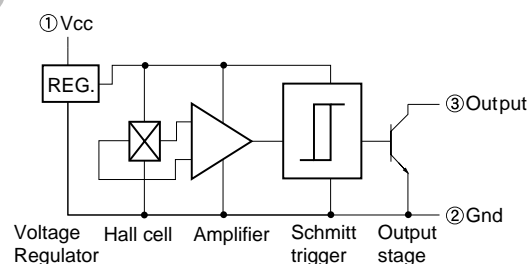 ①Vcc
REG.
③Output
②Gnd
Voltage Regulator
Hall cell
Amplifier
Schmitt trigger
Output stage